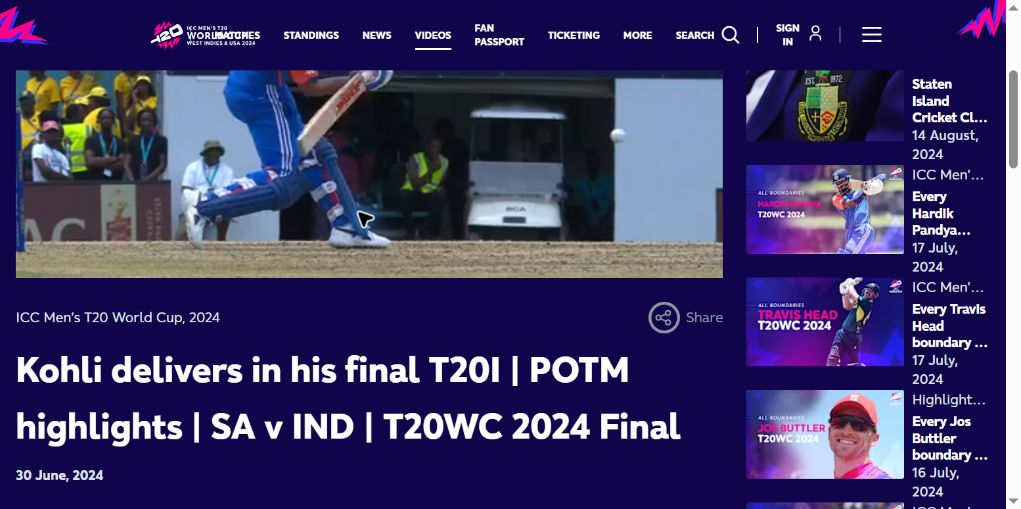 ICC MEN'S T20
WORLD CUP
WEST INDIES & USA 2024
MATCHES
STANDINGS
NEWS
VIDEOS
FAN
PASSPORT
TICKETING
MORE
SEARCH
SIGN
IN
BCA
ICC Men's T20 World Cup, 2024
Share
Kohli delivers in his final T20I | POTM
highlights | SA v IND | T20WC 2024 Final
30 June, 2024
EST. 1872
Staten
Island
Cricket Cl...
14 August,
2024
ALL BOUNDARIES
HARDIK PANDYA
T20WC 2024
ICC Men'...
Every
Hardik
Pandya...
17 July,
2024
ALL BOUNDARIES
TRAVIS HEAD
T20WC 2024
ICC Men'...
Every Travis
Head
boundary ...
17 July,
2024
ALL BOUNDARIES
JOS BUTTLER
T20WC 2024
Highlight...
Every Jos
Buttler
boundary ...
16 July,
2024